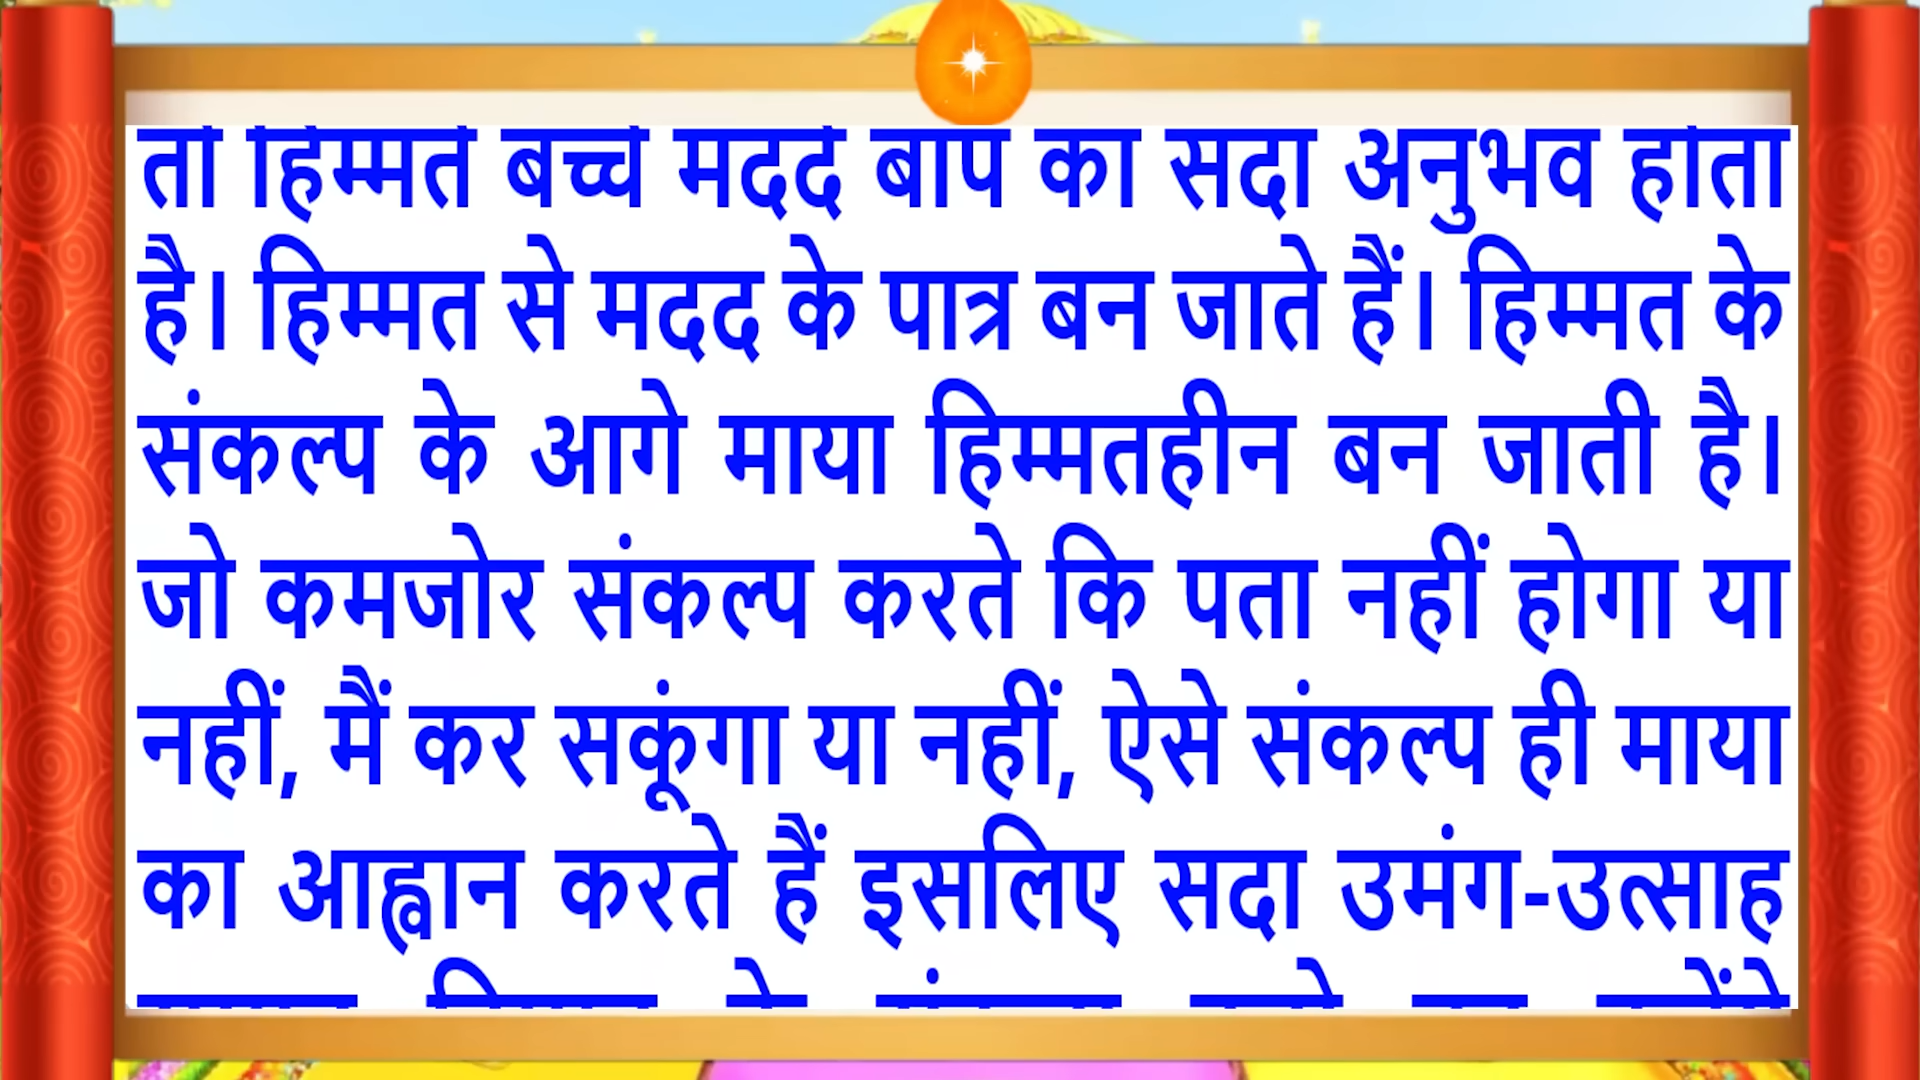 तो हिम्मते बच्चे मददे बाप का सदा अनुभव होता
है। हिम्मत से मदद के पात्र बन जाते हैं। हिम्मत के
संकल्प के आगे माया हिम्मतहीन बन जाती है।
जो कमजोर संकल्प करते कि पता नहीं होगा या
नहीं, मैं कर सकूंगा या नहीं, ऐसे संकल्प ही माया
का आह्वान करते हैं इसलिए सदा उमंग-उत्साह